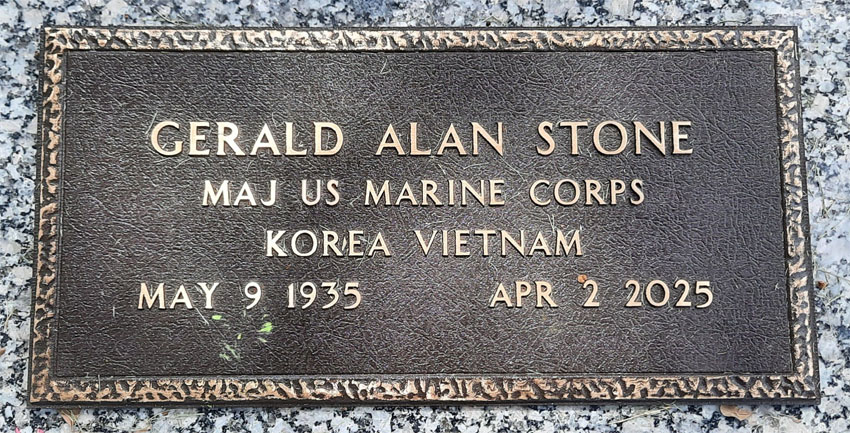 GERALD ALAN STONE
MAJ US MARINE CORPS
KOREA VIETNAM
MAY 9 1935 APR 2 2025